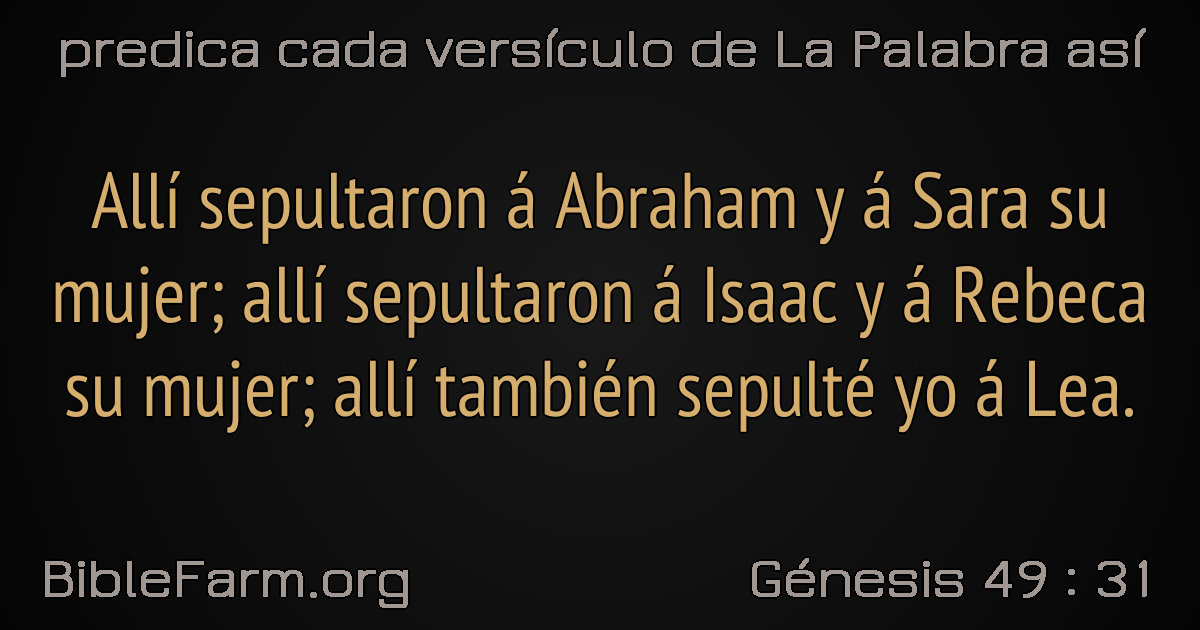 predica cada versículo de La Palabra así
Allí sepultaron á Abraham y á Sara su
mujer; allí sepultaron á Isaac y á Rebeca
su mujer; allí también sepulté yo á Lea.
BibleFarm.org
Génesis 49 : 31